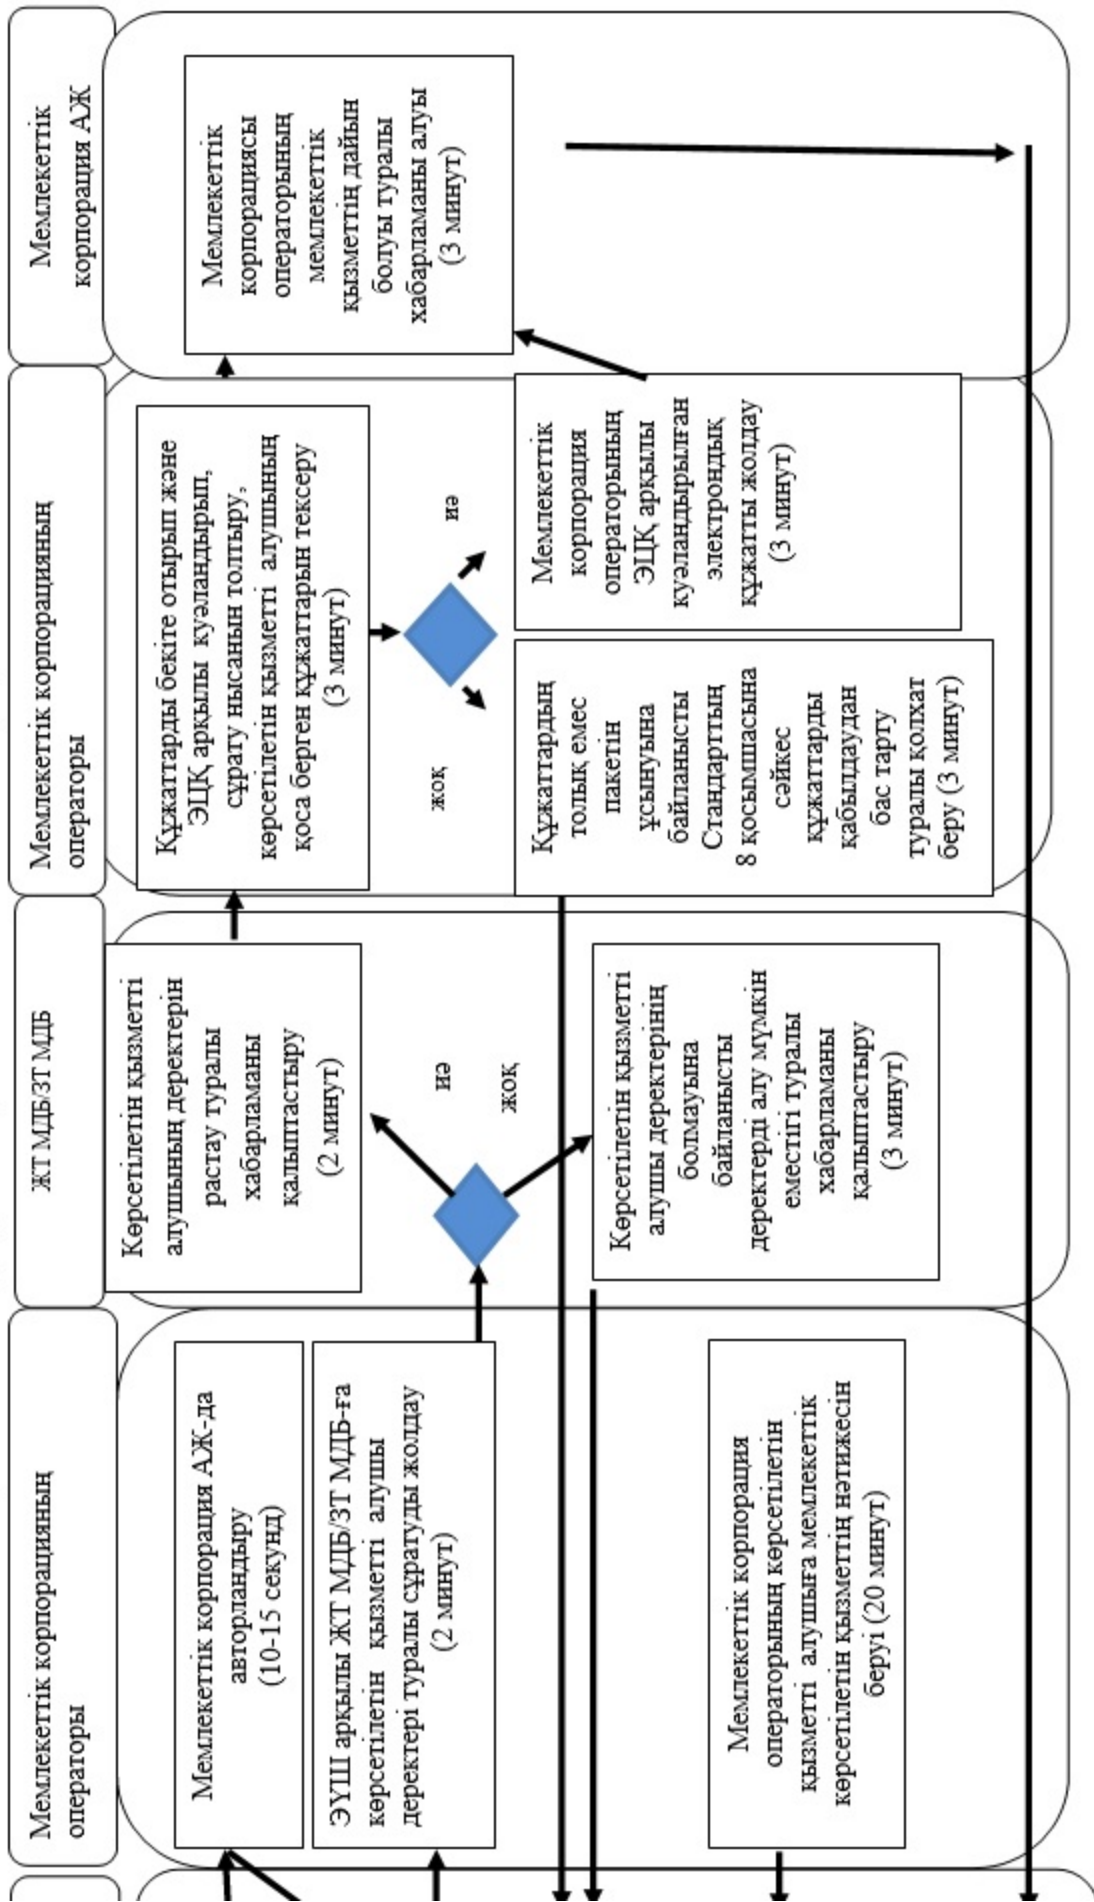 Мемлекеттік корпорацияның
операторы
Мемлекеттік корпорация АЖ-да
авторландыру
(10-15 секунд)
ЭҮШ арқылы ЖТ МДБ/ЗТ МДБ-ға
көрсетілетін қызметті алушы
деректері туралы сұратуды жолдау
(2 минут)
Мемлекеттік корпорация
операторының көрсетілетін
қызметті алушыға мемлекеттік
көрсетілетін қызметтің нәтижесін
беруі (20 минут)
ЖТ МДБ/ЗТ МДБ
Көрсетілетін қызметті
алушының деректерін
растау туралы
хабарламаны
қалыптастыру
(2 минут)
иә
жоқ
Көрсетілетін қызметті
алушы деректерінің
болмауына
байланысты
деректерді алу мүмкін
еместігі туралы
хабарламаны
қалыптастыру
(3 минут)
Мемлекеттік корпорацияның
операторы
Құжаттарды бекіте отырып және
ЭЦҚ арқылы куәландырып,
сұрату нысанын толтыру,
көрсетілетін қызметті алушының
қоса берген құжаттарын тексеру
(3 минут)
жоқ
иә
Құжаттардың
толық емес
пакетін
ұсынуына
байланысты
Стандарттың
8 қосымшасына
сәйкес
құжаттарды
қабылдаудан
бас тарту
туралы қолхат
беру (3 минут)
Мемлекеттік
корпорация
операторының
ЭЦҚ арқылы
куәландырылған
электрондық
құжатты жолдау
(3 минут)
Мемлекеттік
корпорация АЖ
Мемлекеттік
корпорациясы
операторының
мемлекеттік
қызметтің дайын
болуы туралы
хабарламаны алуы
(3 минут)